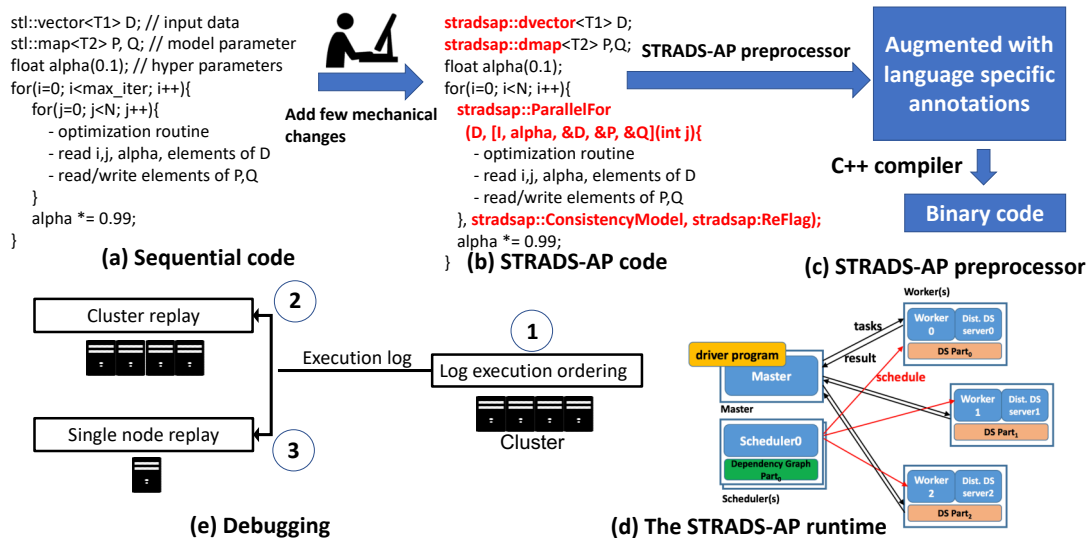 stl::vector<T1> D; // input data
stl::map<T2> P, Q; // model parameter
float alpha(0.1); // hyper parameters
for(i=0; i<max_iter; i++){
for(j=0; j<N; j++){
- optimization routine
- read i,j, alpha, elements of D
- read/write elements of P,Q
}
alpha *= 0.99;
}
(a) Sequential code
Add few mechanical
changes
stradsap::dvector<T1> D;
stradsap::dmap<T2> P,Q;
float alpha(0.1);
for(i=0; i<N; i++){
stradsap::ParallelFor
(D, [I, alpha, &D, &P, &Q](int j){
- optimization routine
- read i,j, alpha, elements of D
- read/write elements of P,Q
}, stradsap::ConsistencyModel, stradsap:ReFlag);
alpha *= 0.99;
}
(b) STRADS-AP code
STRADS-AP preprocessor
Augmented with
language specific
annotations
C++ compiler
Binary code
(c) STRADS-AP preprocessor
2
Cluster replay
Execution log
1
Log execution ordering
Cluster
Single node replay
3
(e) Debugging
driver program
Master
Master
Scheduler0
Dependency Graph
Part0
Scheduler(s)
tasks
result
schedule
Worker(s)
Worker
0
Dist. DS
server0
DS Part0
Worker
1
Dist. DS
server1
DS Part1
Worker
2
Dist. DS
server2
DS Part2
(d) The STRADS-AP runtime